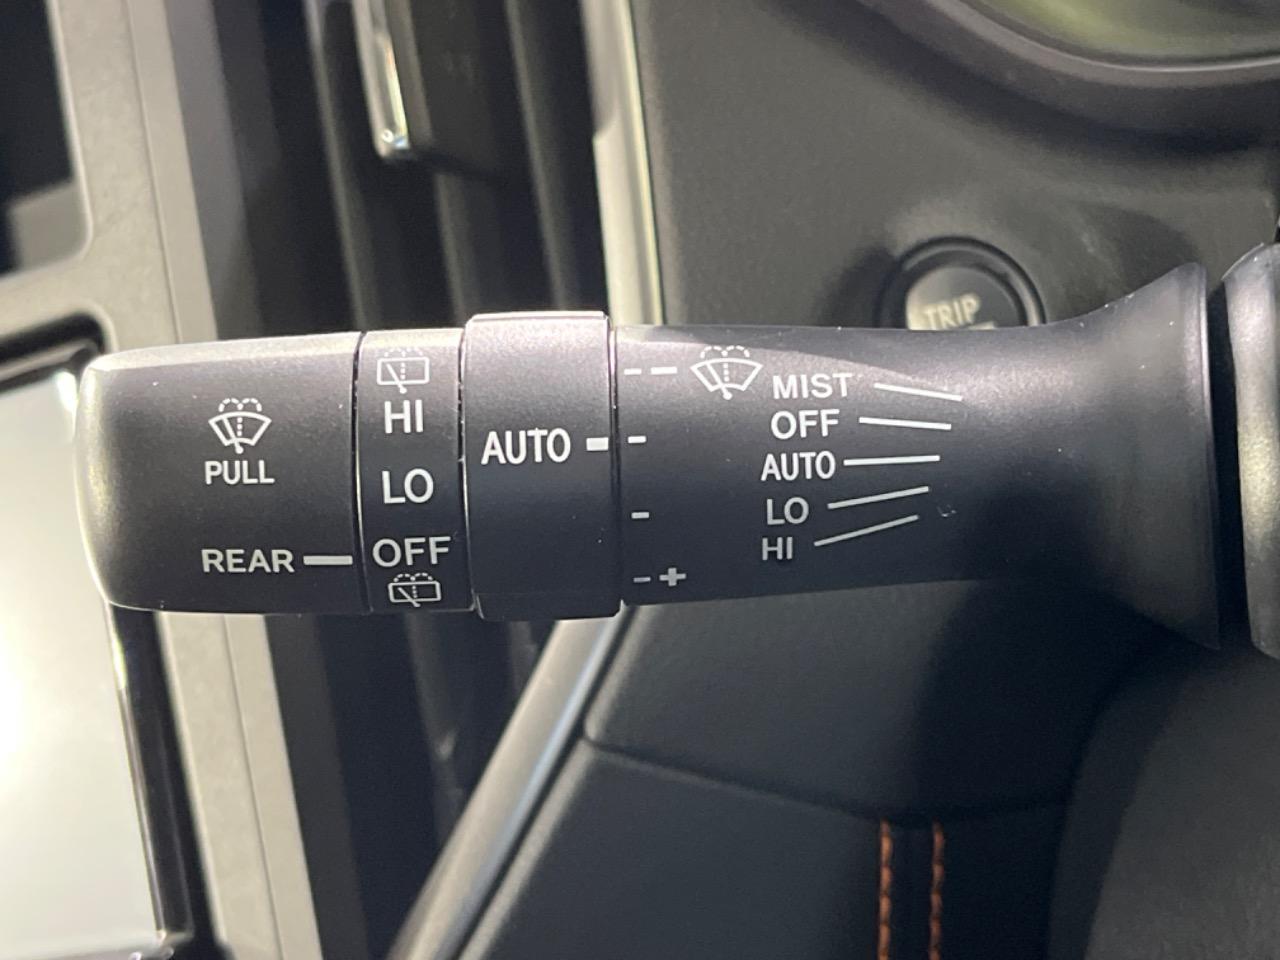 PULL
REAR
HI
LO
OFF
AUTO
- -
-
-
- +
MIST
OFF
AUTO
LO
HI
TRIP